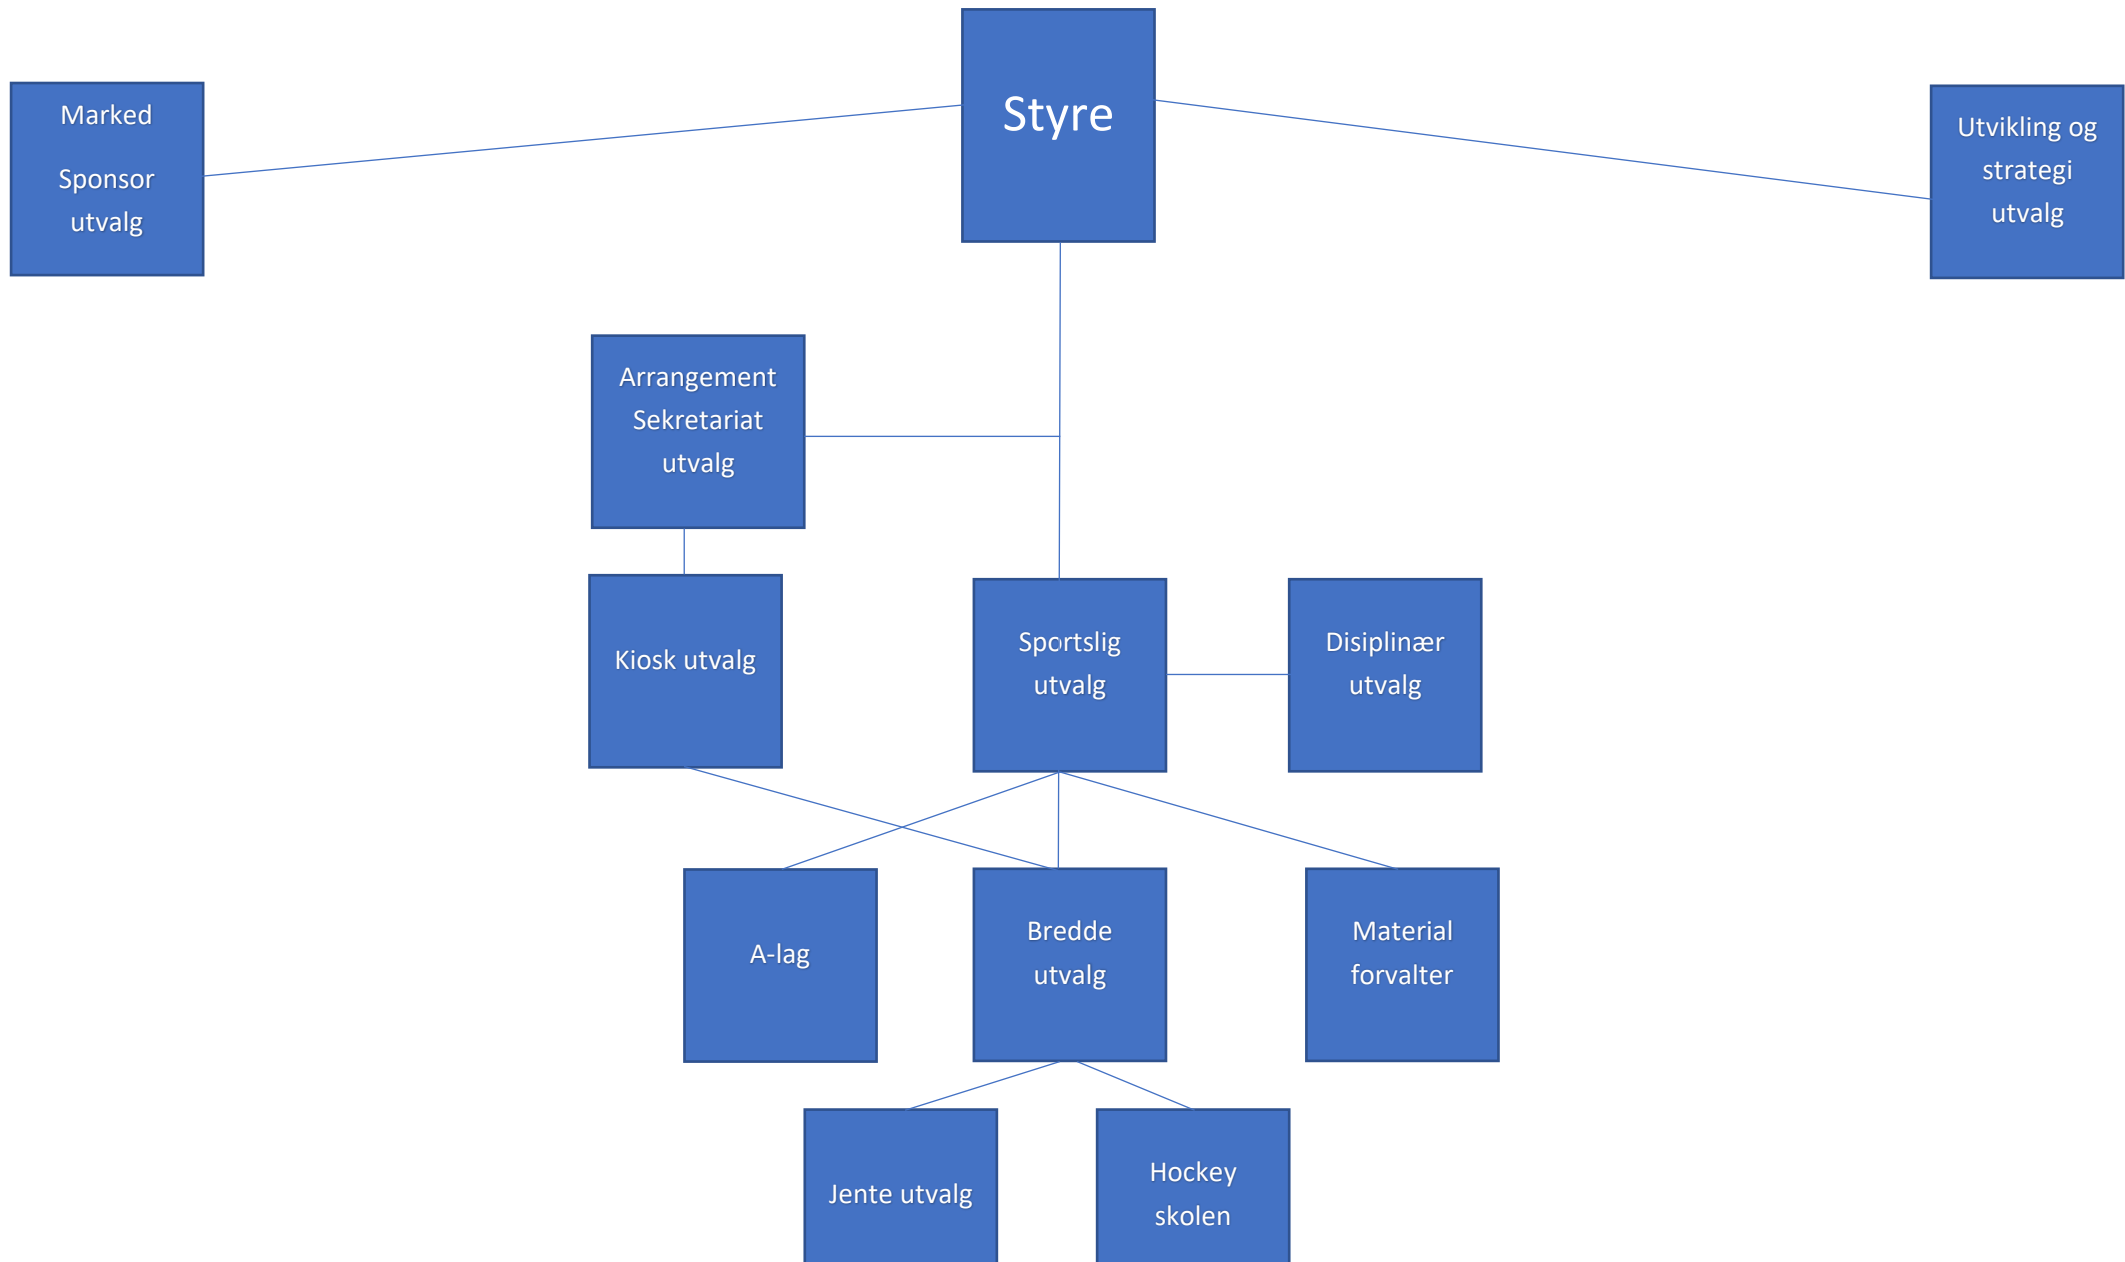 Styre
Marked
Sponsor
utvalg
Utvikling og
strategi
utvalg
Arrangement
Sekretariat
utvalg
Kiosk utvalg
Sportslig
utvalg
Disiplinær
utvalg
A-lag
Bredde
utvalg
Material
forvalter
Jente utvalg
Hockey
skolen